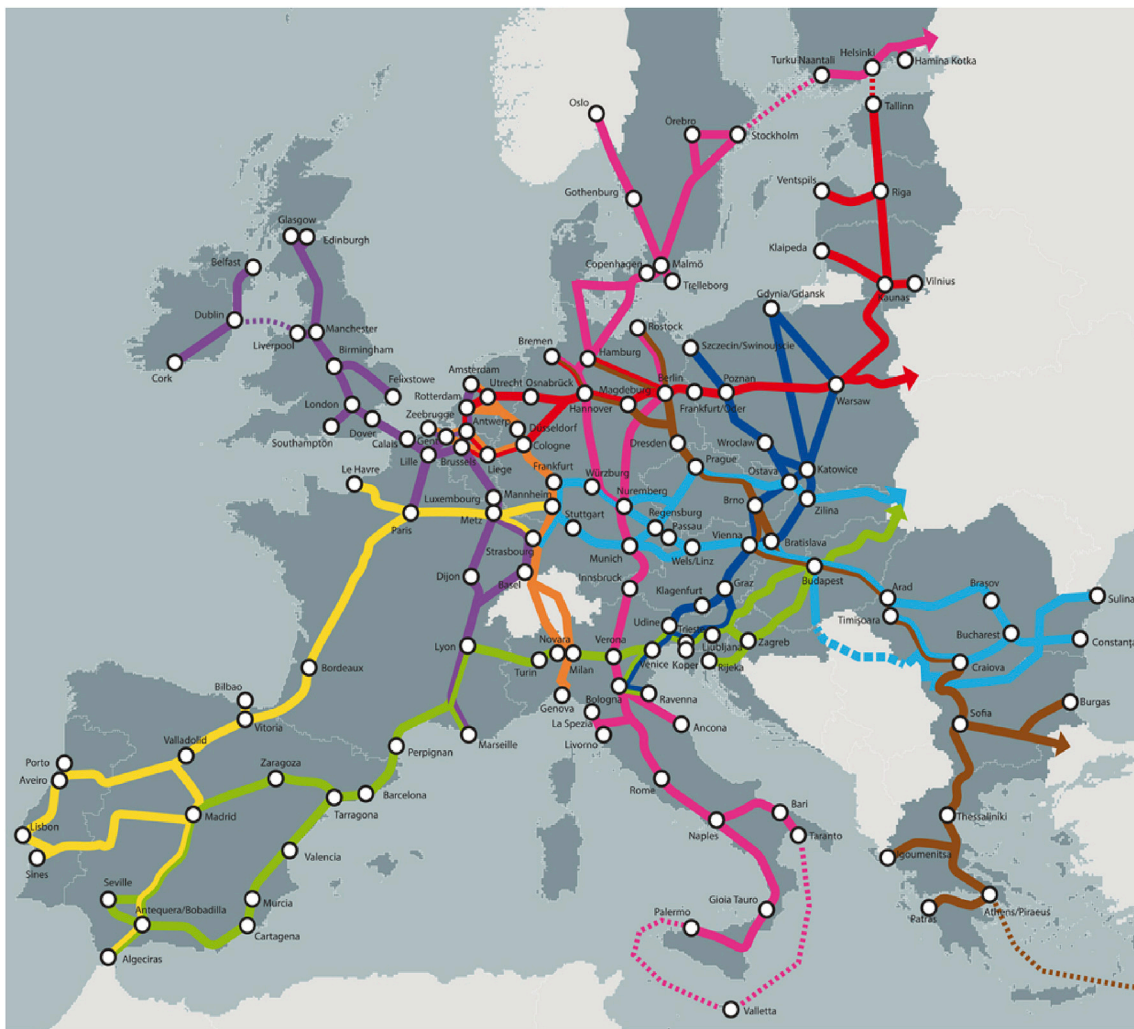 Helsinki
Turku Naantali
Hamina Kotka
Oslo
Örebro
Stockholm
Tallinn
Gothenburg
Ventspils
Riga
Glasgow
Edinburgh
Belfast
Klaipeda
Copenhagen
Malmö
Trelleborg
Vilnius
Kaunas
Gdynia/Gdansk
Dublin
Liverpool
Manchester
Rostock
Bremen
Szczecin/Swinoujscie
Birmingham
Hamburg
Cork
Felixstowe
Amsterdam
Utrecht
Osnabrück
Magdeburg
Berlin
Poznan
Warsaw
London
Rotterdam
Hannover
Frankfurt/Oder
Zeebrugge
Antwerp
Düsseldorf
Southampton
Dover
Calais
Gent
Cologne
Dresden
Wroclaw
Lille
Brussels
Liege
Frankfurt
Prague
Le Havre
Würzburg
Ostava
Katowice
Luxembourg
Mannheim
Nuremberg
Brno
Zilina
Paris
Metz
Stuttgart
Regensburg
Passau
Strasbourg
Munich
Wels/Linz
Vienna
Bratislava
Dijon
Basel
Innsbruck
Budapest
Klagenfurt
Graz
Arad
Braşov
Sulina
Udine
Trieste
Timişoara
Novara
Verona
Ljubljana
Zagreb
Bucharest
Constanţa
Lyon
Turin
Milan
Venice
Koper
Rijeka
Craiova
Bordeaux
Genova
Bologna
Ravenna
Bilbao
La Spezia
Ancona
Burgas
Vitoria
Livorno
Sofia
Marseille
Valladolid
Perpignan
Porto
Aveiro
Zaragoza
Rome
Barcelona
Tarragona
Bari
Madrid
Naples
Taranto
Thessaliniki
Lisbon
Valencia
Igoumenitsa
Sines
Seville
Murcia
Gioia Tauro
Antequera/Bobadilla
Palermo
Patras
Athens/Piraeus
Cartagena
Algeciras
Valletta